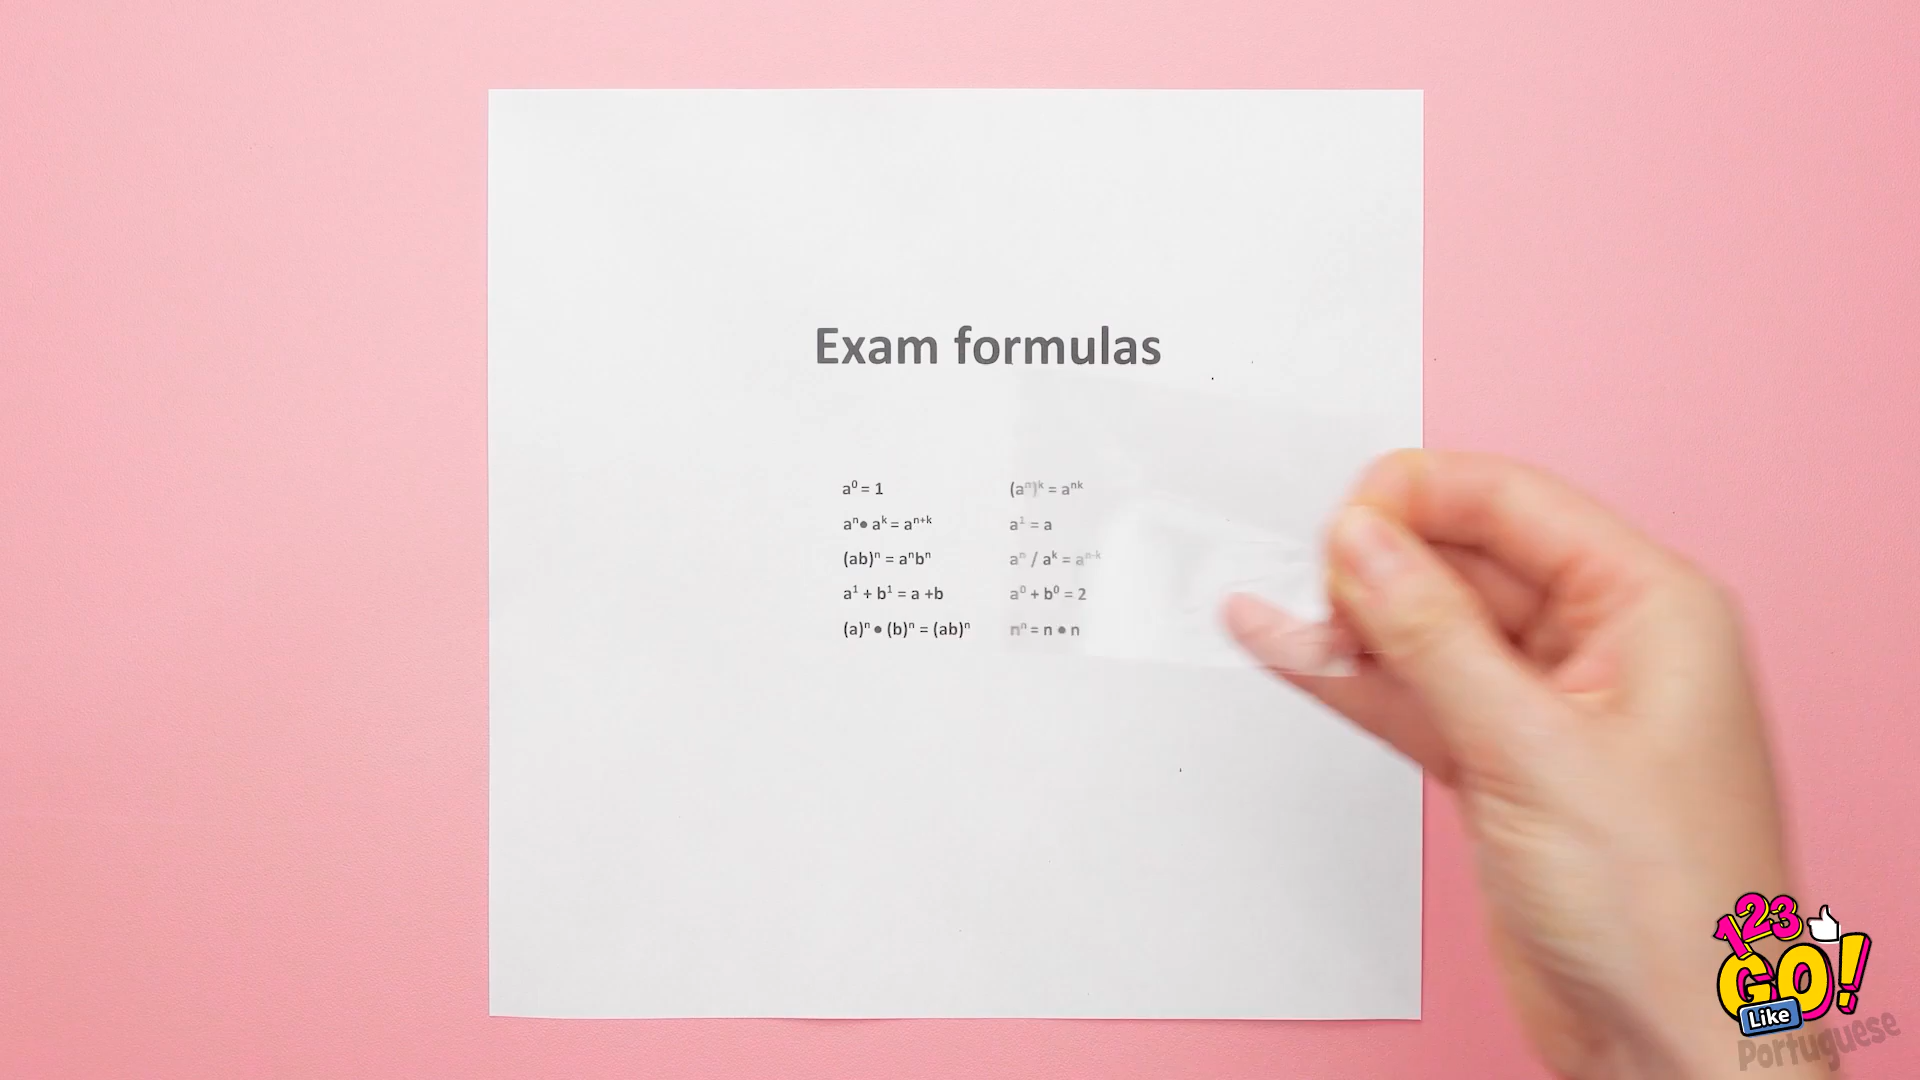 Exam formulas
a⁰ = 1
aⁿ● aᵏ = aⁿ⁺ᵏ
(ab)ⁿ = aⁿbⁿ
a¹ + b¹ = a +b
(a)ⁿ ● (b)ⁿ = (ab)ⁿ
(aⁿ)ᵏ = aⁿᵏ
a¹ = a
aⁿ / aᵏ = aⁿ⁻ᵏ
a⁰ + b⁰ = 2
nⁿ = n ● n
123
GO!
Like
Portuguese